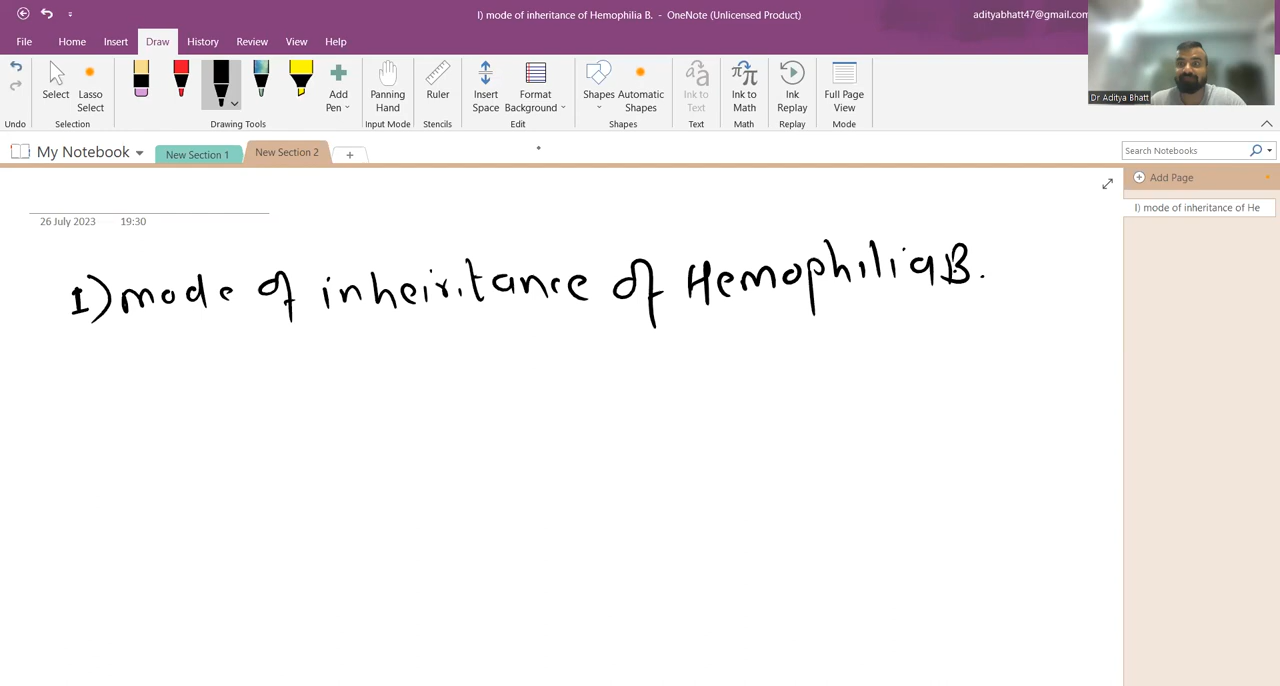 I) mode of inheritance of Hemophilia B. - OneNote (Unlicensed Product)
adityabhatt47@gmail.com
File Home Insert Draw History Review View Help
Undo
Select
Lasso Select
Add Pen
Panning Hand
Ruler
Insert Space
Format Background
Shapes
Automatic Shapes
Ink to Text
Ink to Math
Ink Replay
Full Page View
Dr Aditya Bhatt
Selection Drawing Tools Input Mode Stencils Edit Shapes Text Math Replay Mode
My Notebook New Section 1 New Section 2
Search Notebooks
Add Page
I) mode of inheritance of He
26 July 2023 19:30
I) mode of inheiritance of Hemophilia B.